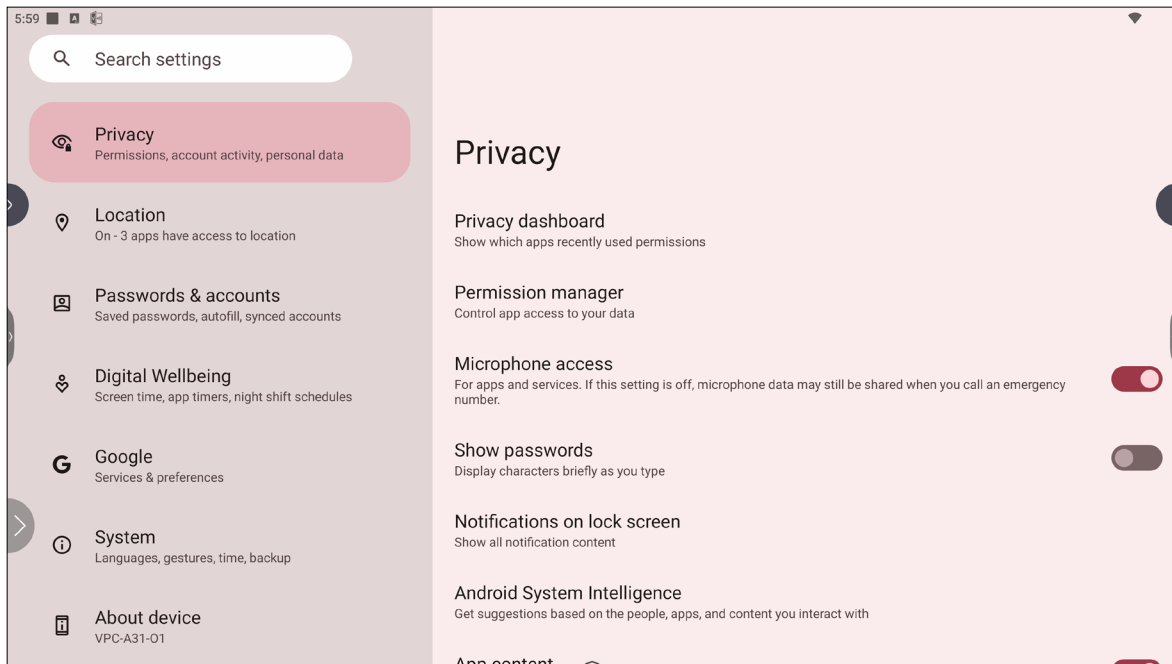 5:59
Search settings
Privacy
Permissions, account activity, personal data
Location
On - 3 apps have access to location
Passwords & accounts
Saved passwords, autofill, synced accounts
Digital Wellbeing
Screen time, app timers, night shift schedules
Google
Services & preferences
System
Languages, gestures, time, backup
About device
VPC-A31-O1
Privacy
Privacy dashboard
Show which apps recently used permissions
Permission manager
Control app access to your data
Microphone access
For apps and services. If this setting is off, microphone data may still be shared when you call an emergency
number.
Show passwords
Display characters briefly as you type
Notifications on lock screen
Show all notification content
Android System Intelligence
Get suggestions based on the people, apps, and content you interact with
App content